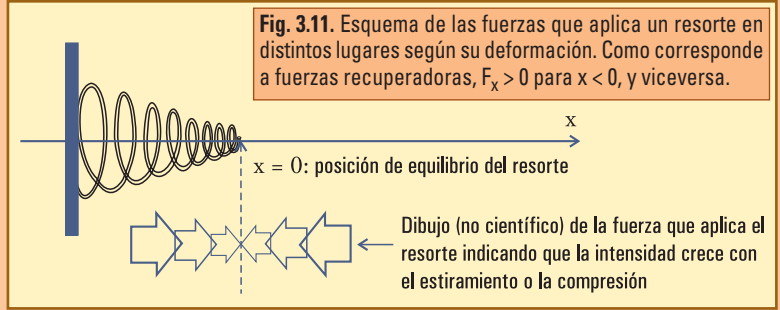 Fig. 3.11. Esquema de las fuerzas que aplica un resorte en
distintos lugares según su deformación. Como corresponde
a fuerzas recuperadoras, Fₓ > 0 para x < 0, y viceversa.
x
x = 0: posición de equilibrio del resorte
Dibujo (no científico) de la fuerza que aplica el
resorte indicando que la intensidad crece con
el estiramiento o la compresión